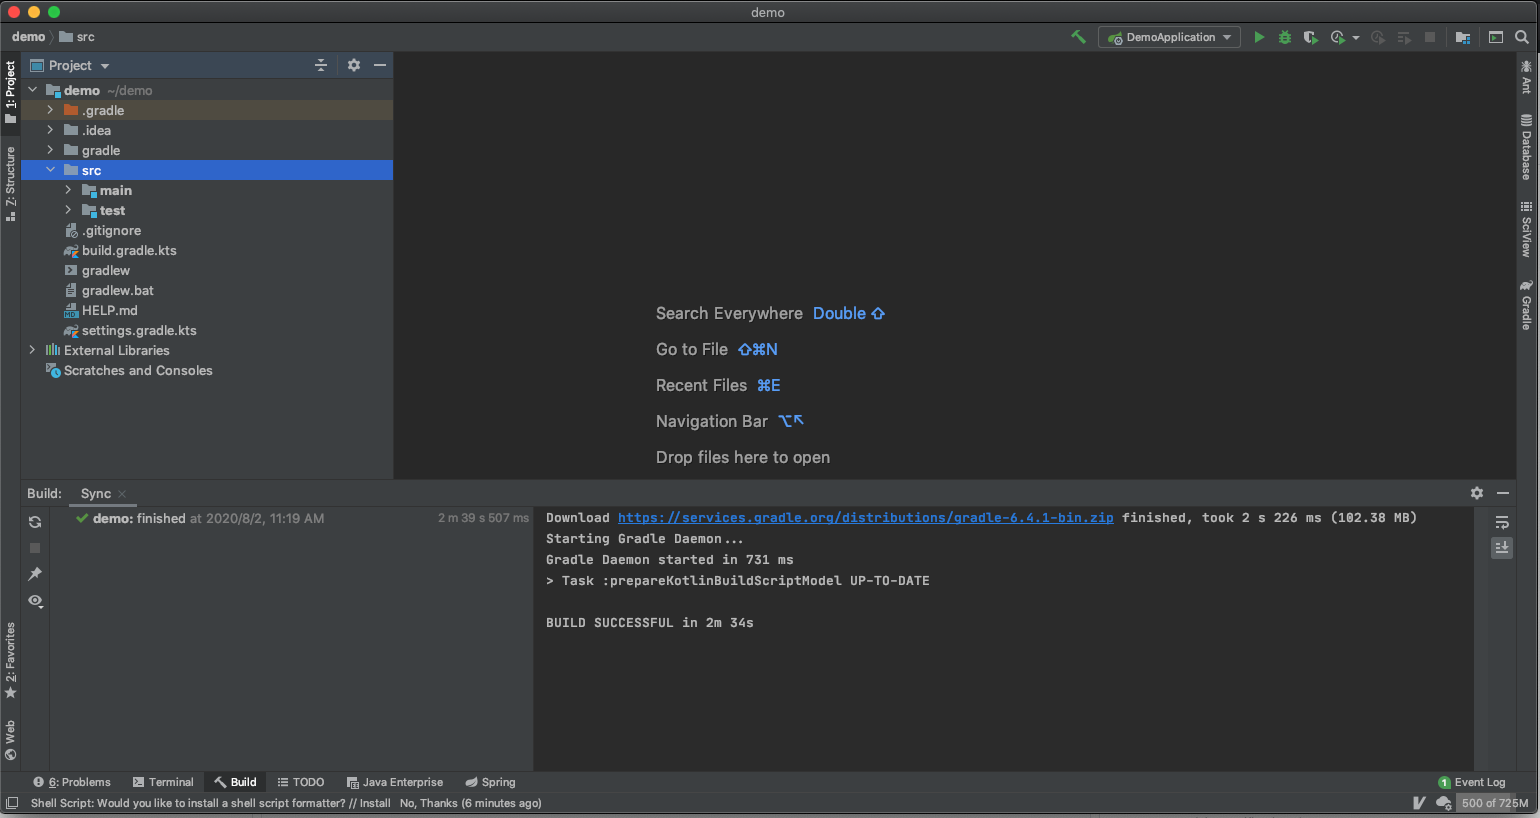 demo
demo
src
DemoApplication
1: Project
Project
demo ~/demo
.gradle
.idea
gradle
src
main
test
.gitignore
build.gradle.kts
gradlew
gradlew.bat
HELP.md
settings.gradle.kts
External Libraries
Scratches and Consoles
Z: Structure
2: Favorites
Web
Search Everywhere Double ⇧
Go to File ⇧⌘N
Recent Files ⌘E
Navigation Bar ⌥↖
Drop files here to open
Ant
Database
SciView
Gradle
Build: Sync
demo: finished at 2020/8/2, 11:19 AM 2 m 39 s 507 ms
Download https://services.gradle.org/distributions/gradle-6.4.1-bin.zip finished, took 2 s 226 ms (102.38 MB)
Starting Gradle Daemon...
Gradle Daemon started in 731 ms
> Task :prepareKotlinBuildScriptModel UP-TO-DATE
BUILD SUCCESSFUL in 2m 34s
6: Problems Terminal Build TODO Java Enterprise Spring 1 Event Log
Shell Script: Would you like to install a shell script formatter? // Install No, Thanks (6 minutes ago) 500 of 725M